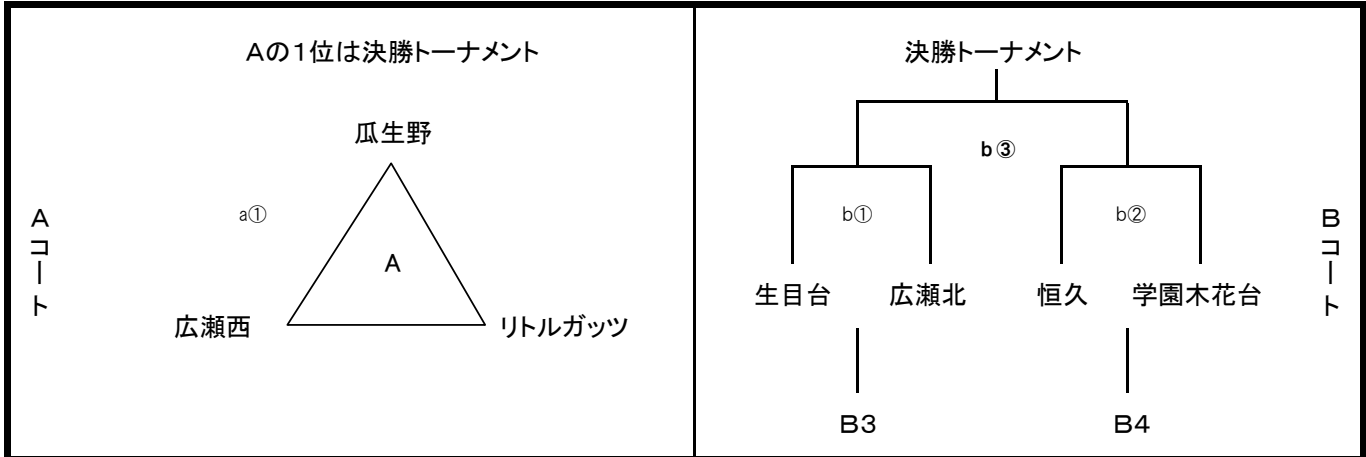 Aの1位は決勝トーナメント
瓜生野
a①
A
広瀬西
リトルガッツ
Aコート
決勝トーナメント
b③
b①
b②
生目台
広瀬北
恒久
学園木花台
B3
B4
Bコート